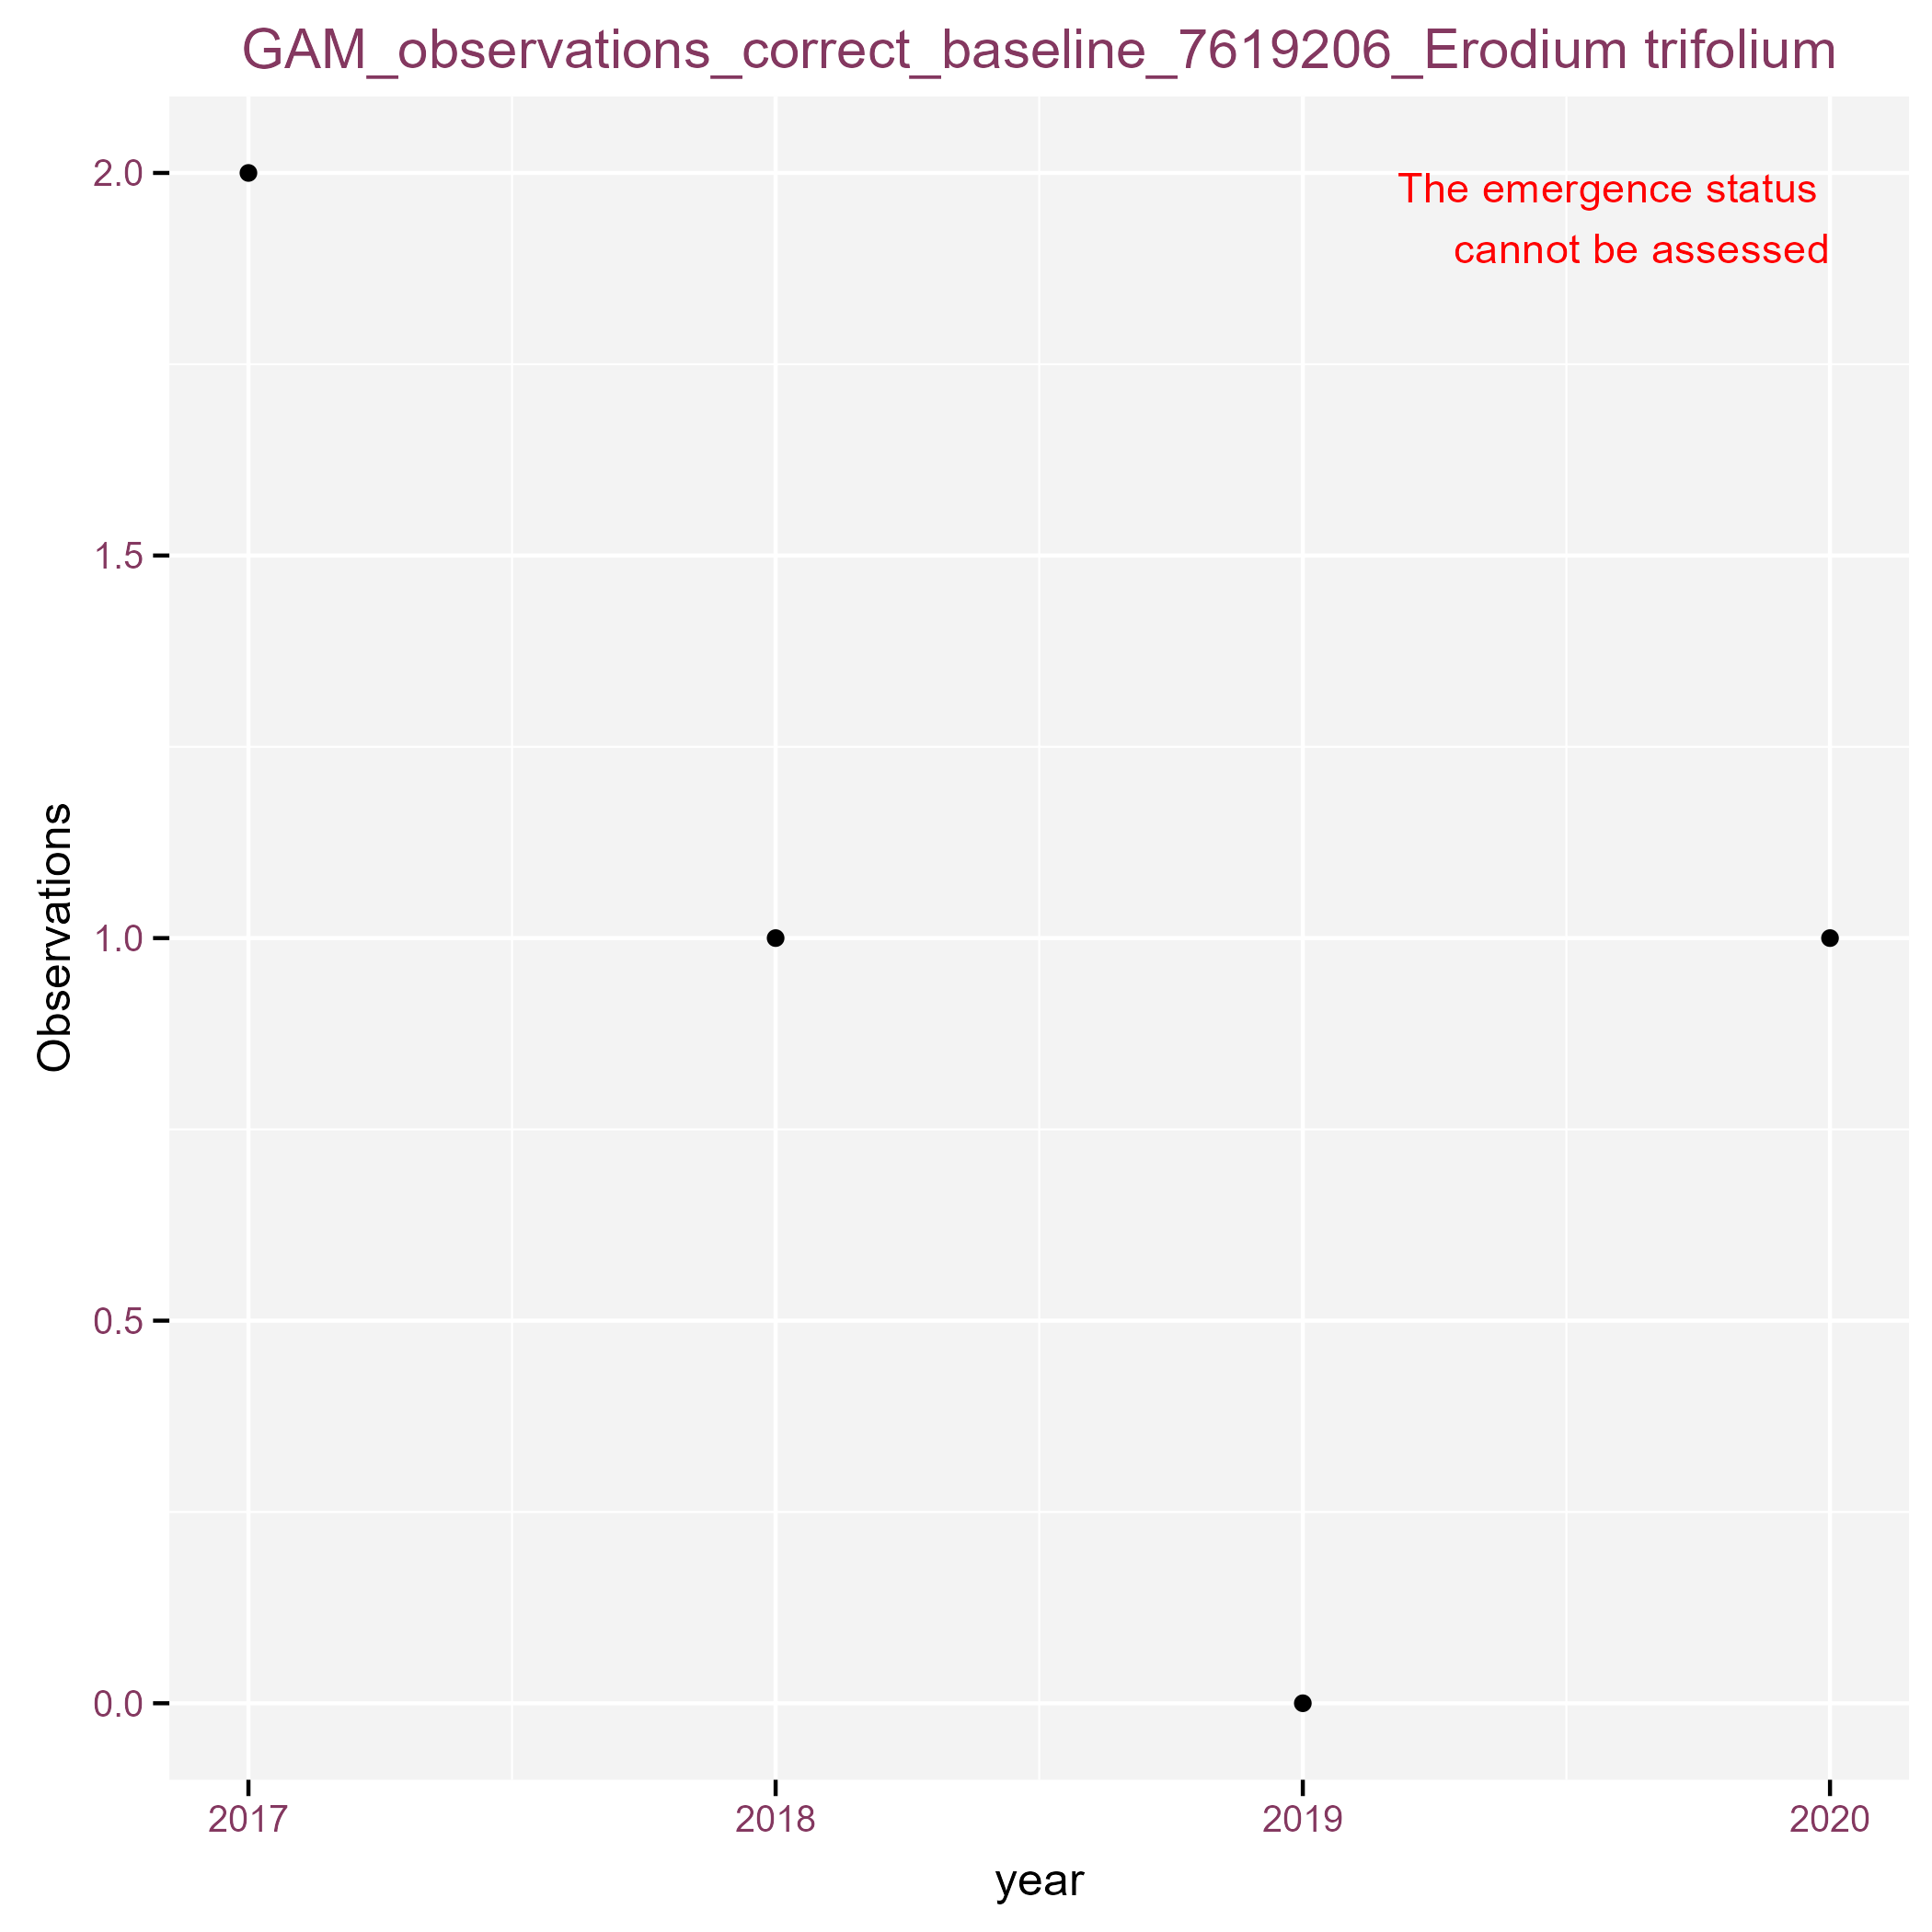 GAM_observations_correct_baseline_7619206_Erodium trifolium
The emergence status
cannot be assessed
2.0
1.5
1.0
0.5
0.0
Observations
2017 2018 2019 2020
year